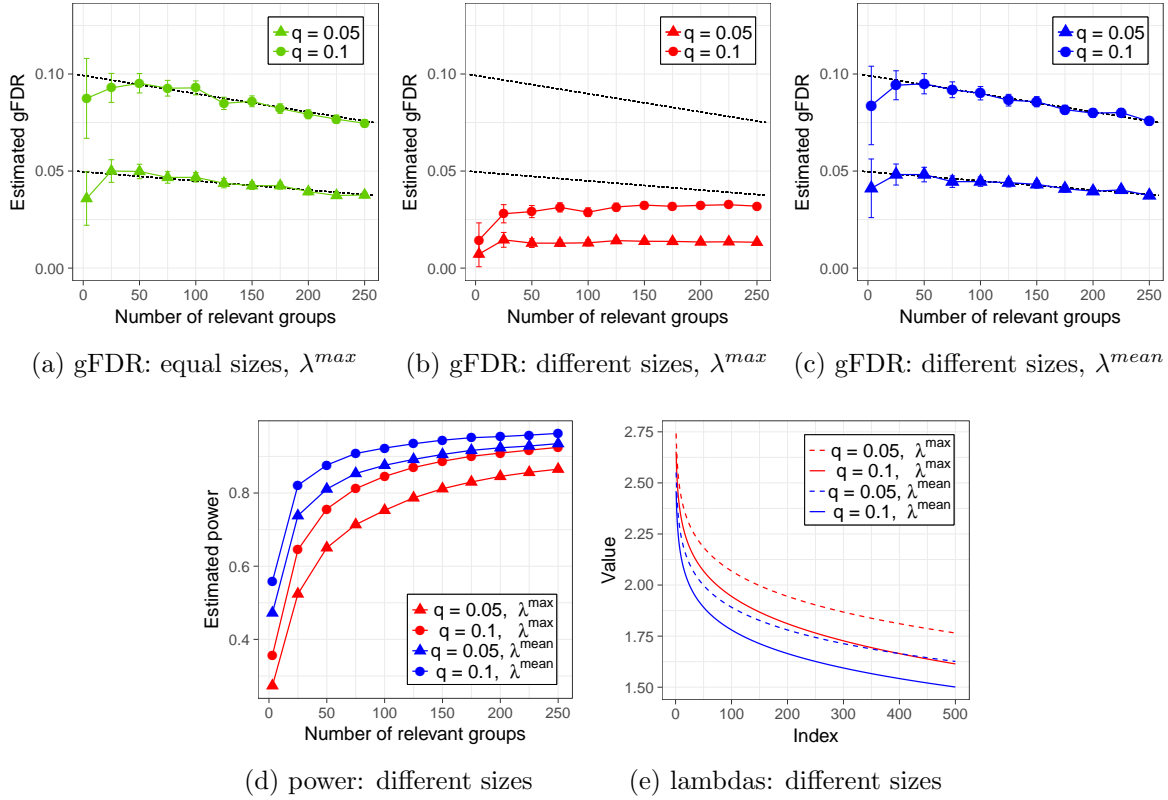 q = 0.05
q = 0.1
Estimated gFDR
0.10
0.05
0.00
0 50 100 150 200 250
Number of relevant groups
(a) gFDR: equal sizes, λ^max
q = 0.05
q = 0.1
Estimated gFDR
0.10
0.05
0.00
0 50 100 150 200 250
Number of relevant groups
(b) gFDR: different sizes, λ^max
q = 0.05
q = 0.1
Estimated gFDR
0.10
0.05
0.00
0 50 100 150 200 250
Number of relevant groups
(c) gFDR: different sizes, λ^mean
Estimated power
0.8
0.6
0.4
q = 0.05, λ^max
q = 0.1, λ^max
q = 0.05, λ^mean
q = 0.1, λ^mean
0 50 100 150 200 250
Number of relevant groups
(d) power: different sizes
Value
2.75
2.50
2.25
2.00
1.75
1.50
q = 0.05, λ^max
q = 0.1, λ^max
q = 0.05, λ^mean
q = 0.1, λ^mean
0 100 200 300 400 500
Index
(e) lambdas: different sizes